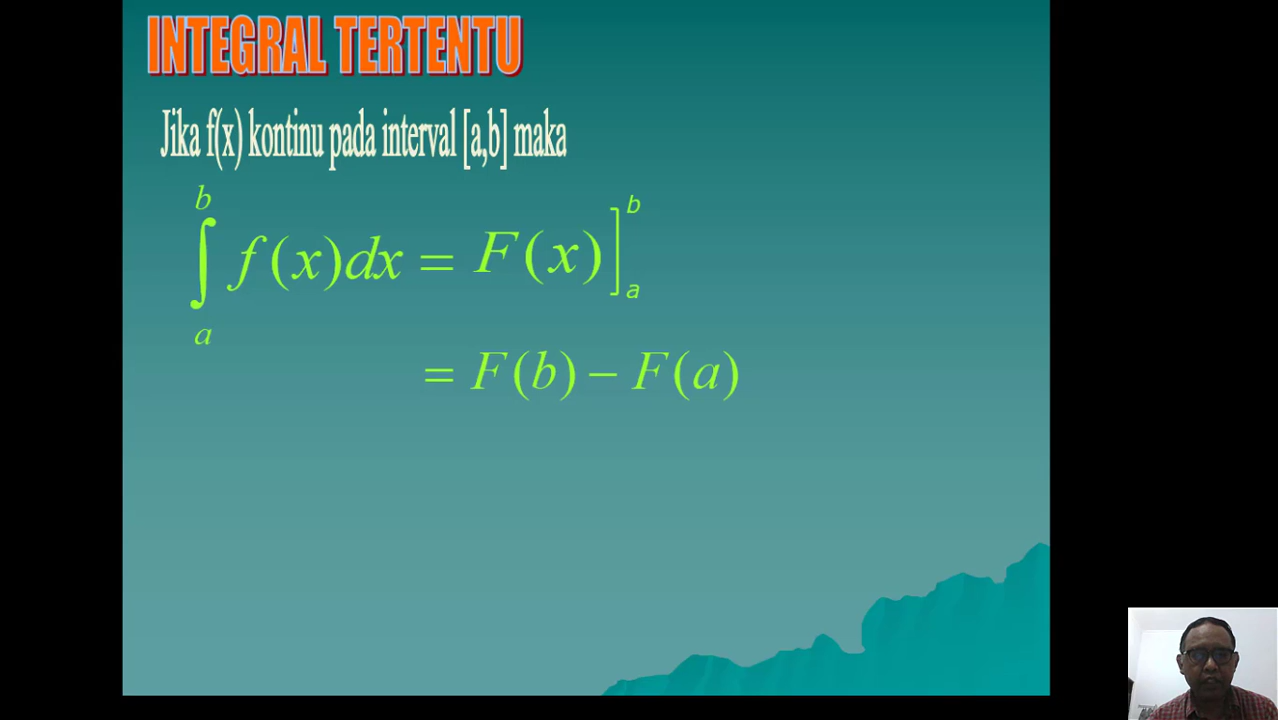 INTEGRAL TERTENTU
Jika f(x) kontinu pada interval [a,b] maka
∫_a^b f(x)dx = F(x)]_a^b
= F(b) − F(a)